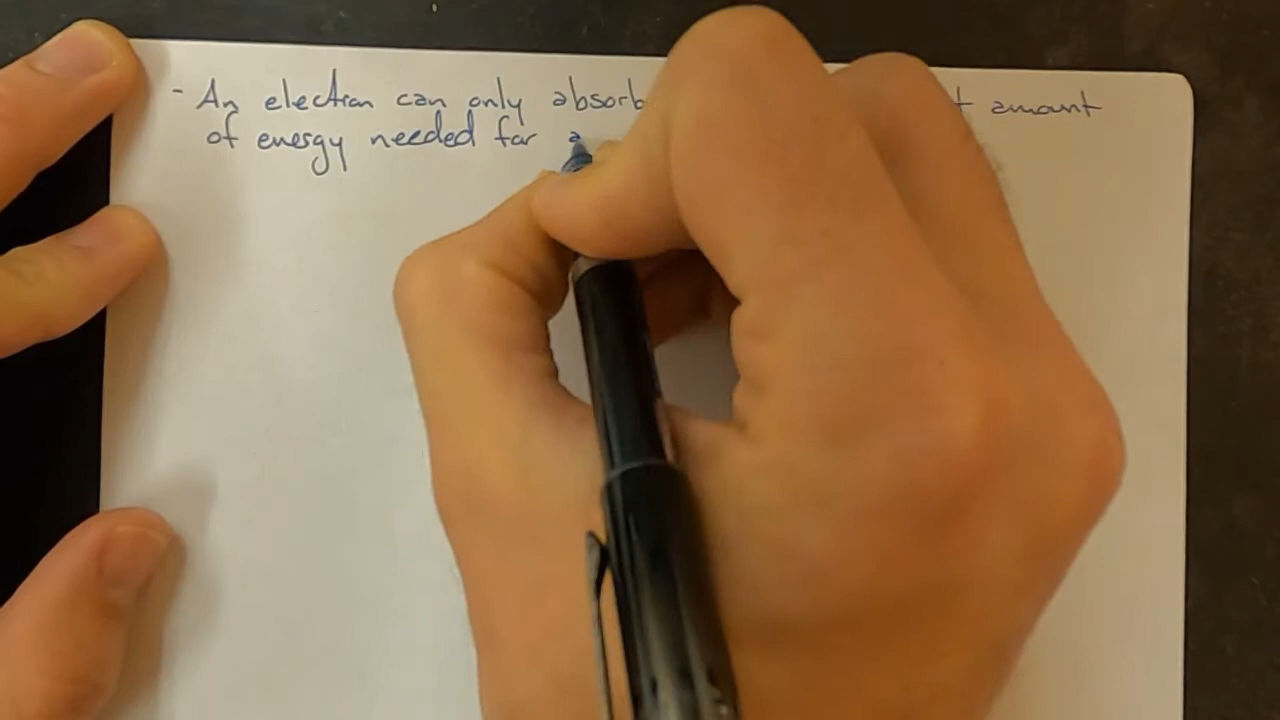 - An electron can only absorb amount
of energy needed for a